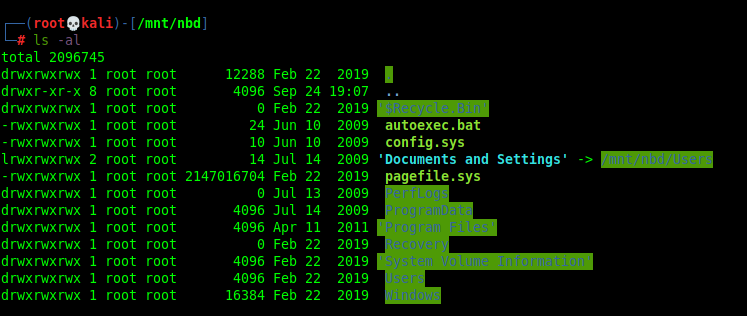 ┌──(root💀kali)-[/mnt/nbd]
└─# ls -al
total 2096745
drwxrwxrwx 1 root root      12288 Feb 22  2019  .
drwxr-xr-x 8 root root       4096 Sep 24 19:07  ..
drwxrwxrwx 1 root root          0 Feb 22  2019 '$Recycle.Bin'
-rwxrwxrwx 1 root root         24 Jun 10  2009  autoexec.bat
-rwxrwxrwx 1 root root         10 Jun 10  2009  config.sys
lrwxrwxrwx 2 root root         14 Jul 14  2009 'Documents and Settings' -> /mnt/nbd/Users
-rwxrwxrwx 1 root root 2147016704 Feb 22  2019  pagefile.sys
drwxrwxrwx 1 root root          0 Jul 13  2009  PerfLogs
drwxrwxrwx 1 root root       4096 Jul 14  2009  ProgramData
drwxrwxrwx 1 root root       4096 Apr 11  2011 'Program Files'
drwxrwxrwx 1 root root          0 Feb 22  2019  Recovery
drwxrwxrwx 1 root root       4096 Feb 22  2019 'System Volume Information'
drwxrwxrwx 1 root root       4096 Feb 22  2019  Users
drwxrwxrwx 1 root root      16384 Feb 22  2019  Windows